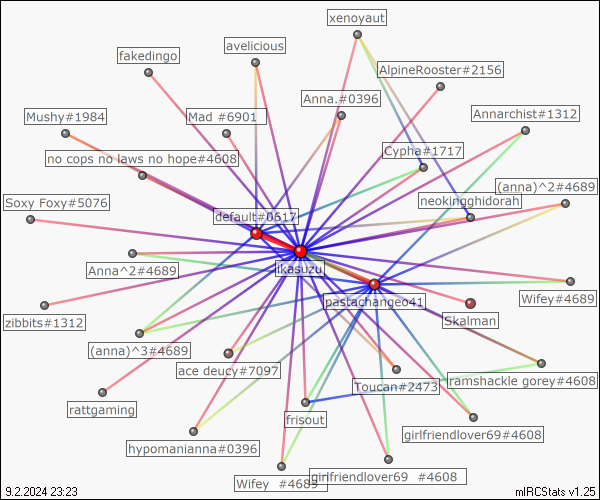 xenoyaut
avelicious
fakedingo
AlpineRooster#2156
Anna.#0396
Annarchist#1312
Mushy#1984
Mad #6901
no cops no laws no hope#4608
Cypha#1717
(anna)^2#4689
neokingghidorah
Soxy Foxy#5076
default#0617
ikasuzu
Anna^2#4689
pastachangeo41
Wifey#4689
zibbits#1312
Skalman
(anna)^3#4689
ace deucy#7097
Toucan#2473
ramshackle gorey#4608
rattgaming
frisout
girlfriendlover69#4608
hypomanianna#0396
Wifey #4689
girlfriendlover69 #4608
9.2.2024 23:23
mIRCStats v1.25